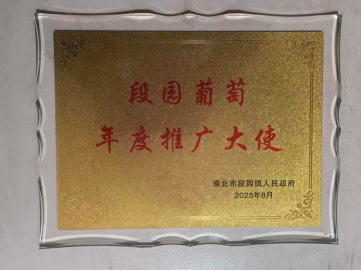 段园葡萄
年度推广大使
淮北市段园镇人民政府
2025年8月